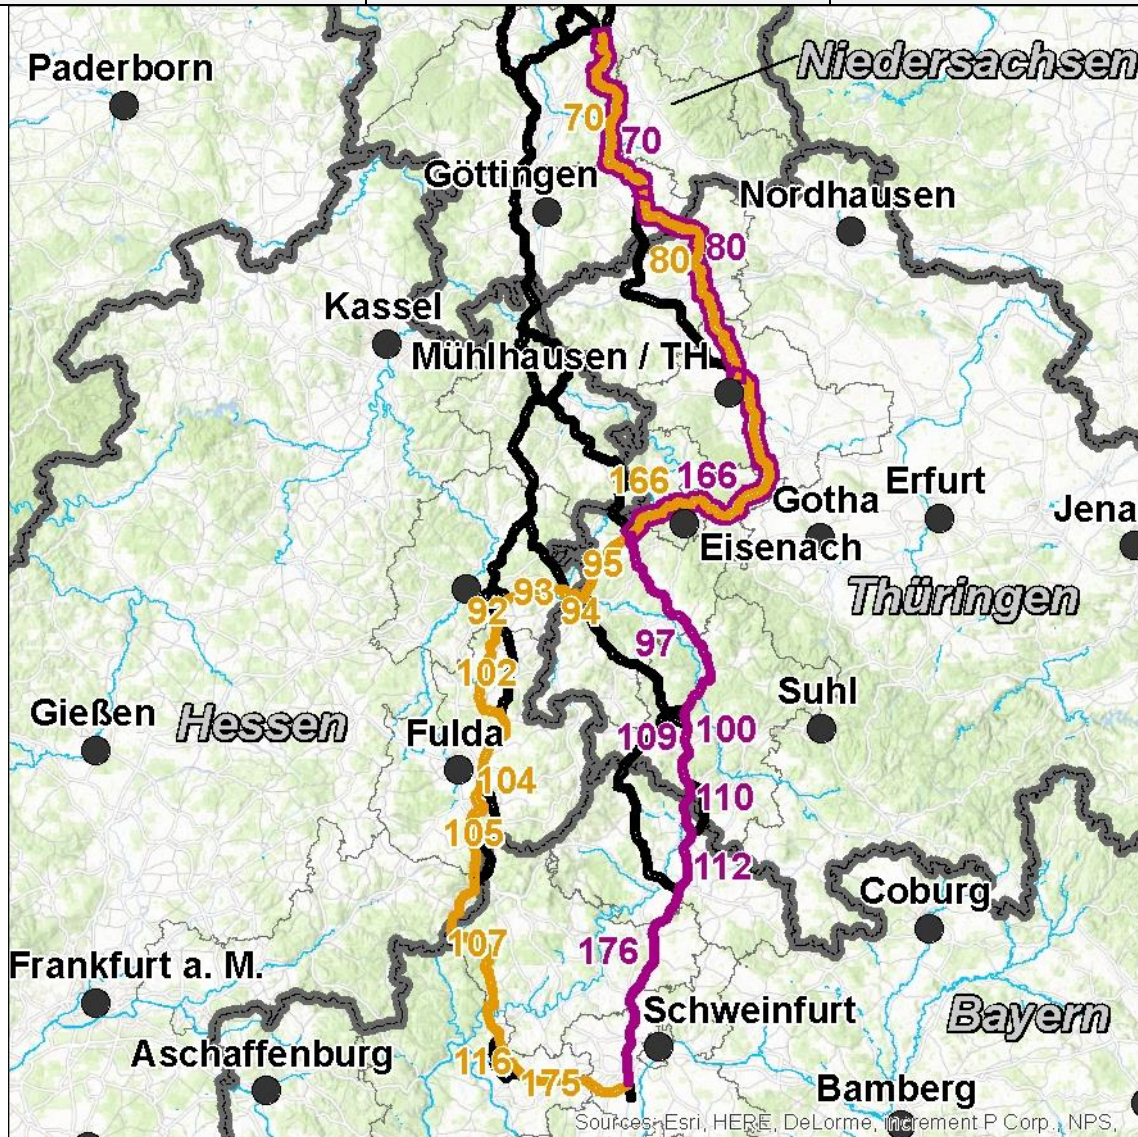 Paderborn
Niedersachsen
70
70
Göttingen
Nordhausen
80
80
Kassel
Mühlhausen / TH
166
166
Gotha
Erfurt
Jena
Eisenach
95
93
94
92
Thüringen
97
102
Suhl
Gießen
Hessen
Fulda
109
100
104
110
105
112
Coburg
107
176
Frankfurt a. M.
Schweinfurt
Bayern
Aschaffenburg
116
175
Bamberg
Sources: Esri, HERE, DeLorme, increment P Corp., NPS,